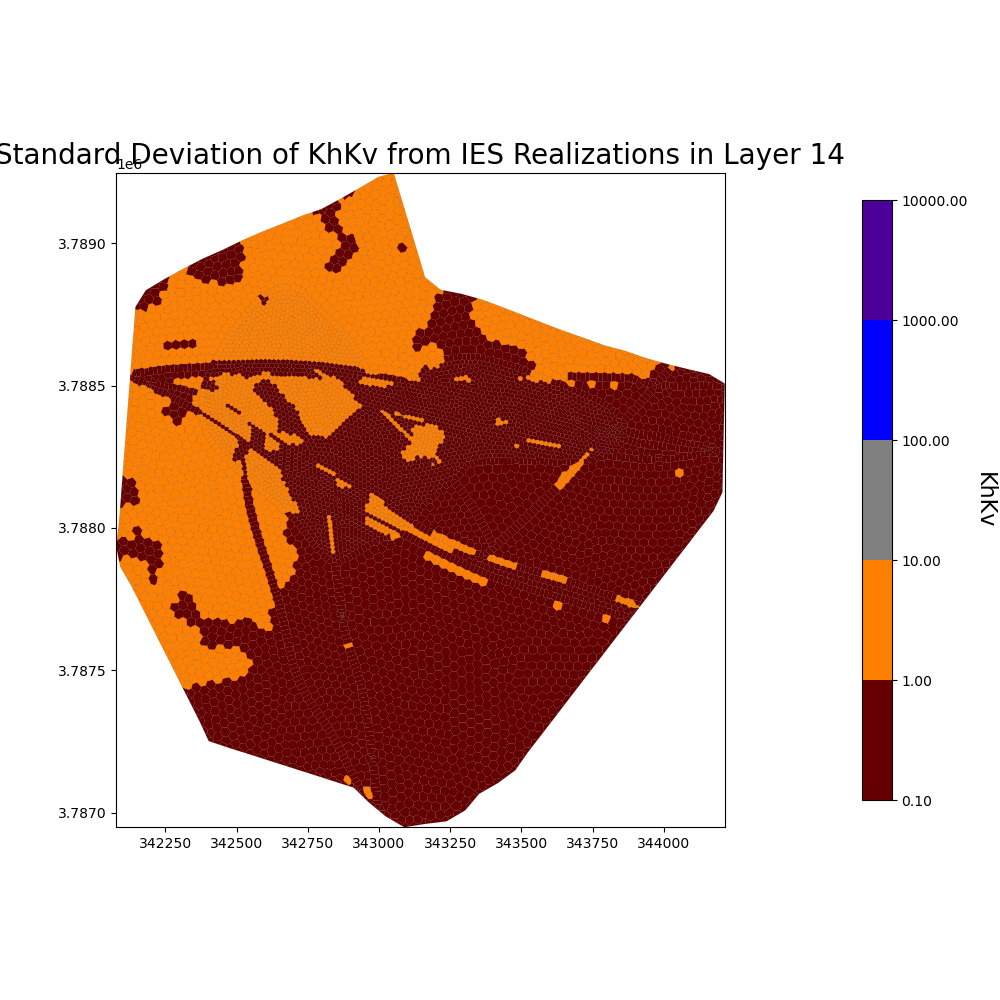 Standard Deviation of KhKv from IES Realizations in Layer 14
1e6
3.7890
3.7885
3.7880
3.7875
3.7870
342250 342500 342750 343000 343250 343500 343750 344000
10000.00
1000.00
100.00
10.00
1.00
0.10
KhKv